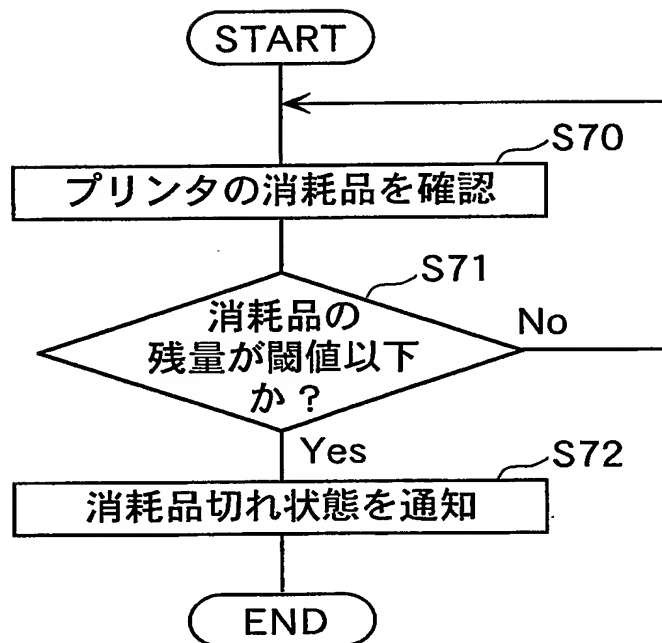 START
S70
プリンタの消耗品を確認
S71
消耗品の
残量が閾値以下
か？
No
Yes
S72
消耗品切れ状態を通知
END